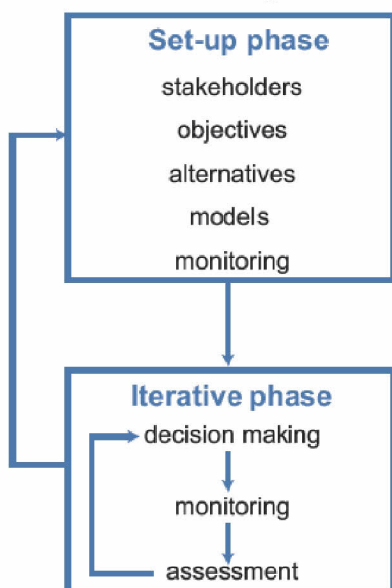 Set-up phase
stakeholders
objectives
alternatives
models
monitoring
Iterative phase
decision making
monitoring
assessment